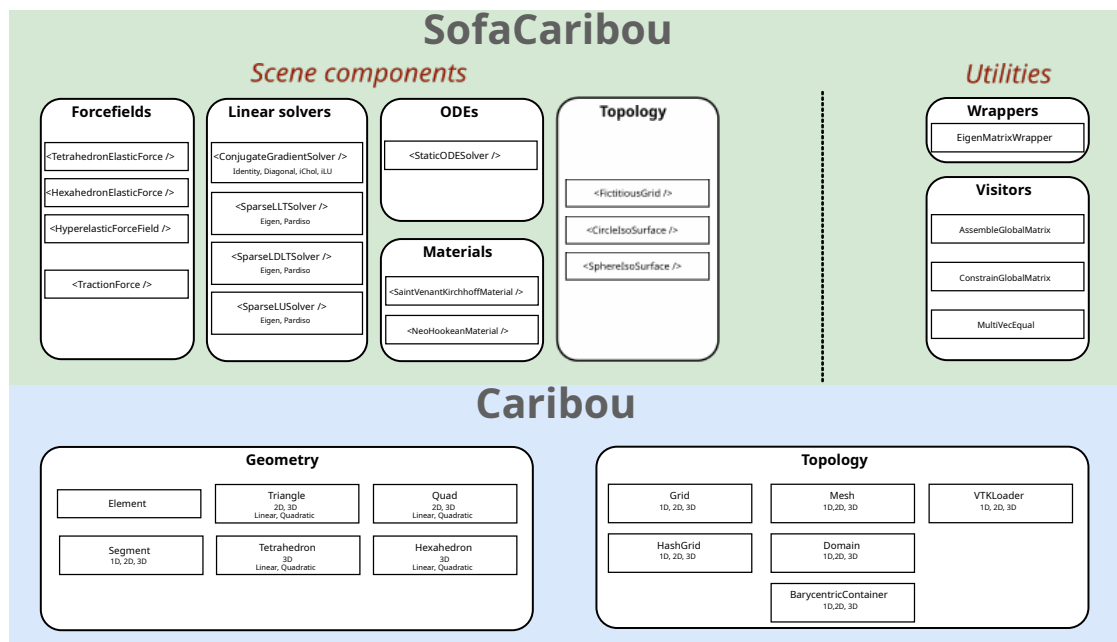 SofaCaribou
Scene components
Utilities
Forcefields
<TetrahedronElasticForce />
<HexahedronElasticForce />
<HyperelasticForceField />
<TractionForce />
Linear solvers
<ConjugateGradientSolver />
Identity, Diagonal, iChol, iLU
<SparseLLTSolver />
Eigen, Pardiso
<SparseLDLTSolver />
Eigen, Pardiso
<SparseLUSolver />
Eigen, Pardiso
ODEs
<StaticODESolver />
Materials
<SaintVenantKirchhoffMaterial />
<NeoHookeanMaterial />
Topology
<FictitiousGrid />
<CircleIsoSurface />
<SphereIsoSurface />
Wrappers
EigenMatrixWrapper
Visitors
AssembleGlobalMatrix
ConstrainGlobalMatrix
MultiVecEqual
Caribou
Geometry
Element
Triangle
2D, 3D
Linear, Quadratic
Quad
2D, 3D
Linear, Quadratic
Segment
1D, 2D, 3D
Tetrahedron
3D
Linear, Quadratic
Hexahedron
3D
Linear, Quadratic
Topology
Grid
1D, 2D, 3D
Mesh
1D,2D, 3D
VTKLoader
1D, 2D, 3D
HashGrid
1D, 2D, 3D
Domain
1D,2D, 3D
BarycentricContainer
1D,2D, 3D